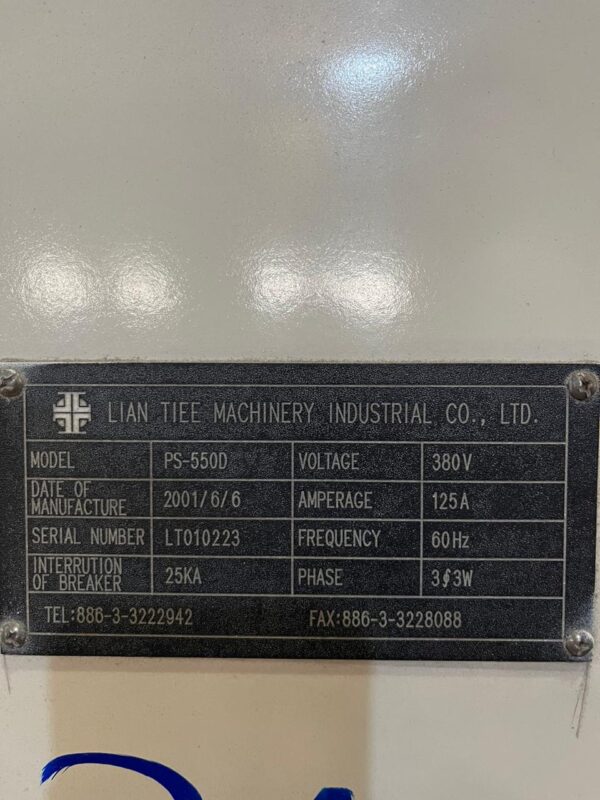 LIAN TIEE MACHINERY INDUSTRIAL CO., LTD.
MODEL PS-550D VOLTAGE 380V
DATE OF MANUFACTURE 2001/6/6 AMPERAGE 125A
SERIAL NUMBER LT010223 FREQUENCY 60Hz
INTERRUTION OF BREAKER 25KA PHASE 3∮3W
TEL:886-3-3222942 FAX:886-3-3228088